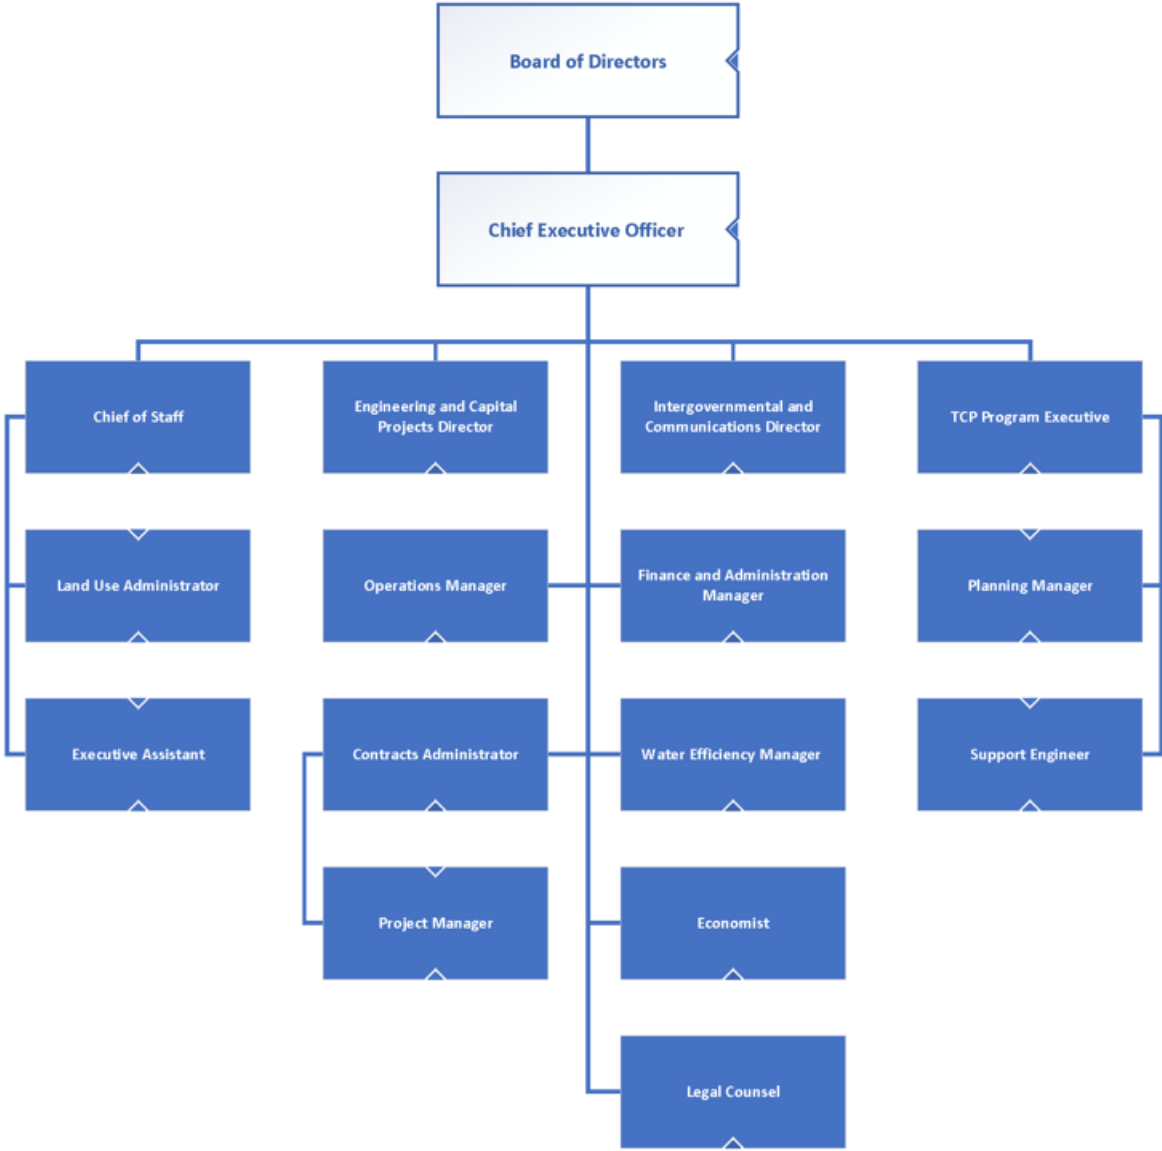 Board of Directors
Chief Executive Officer
Chief of Staff
Engineering and Capital
Projects Director
Intergovernmental and
Communications Director
TCP Program Executive
Land Use Administrator
Operations Manager
Finance and Administration
Manager
Planning Manager
Executive Assistant
Contracts Administrator
Water Efficiency Manager
Support Engineer
Project Manager
Economist
Legal Counsel